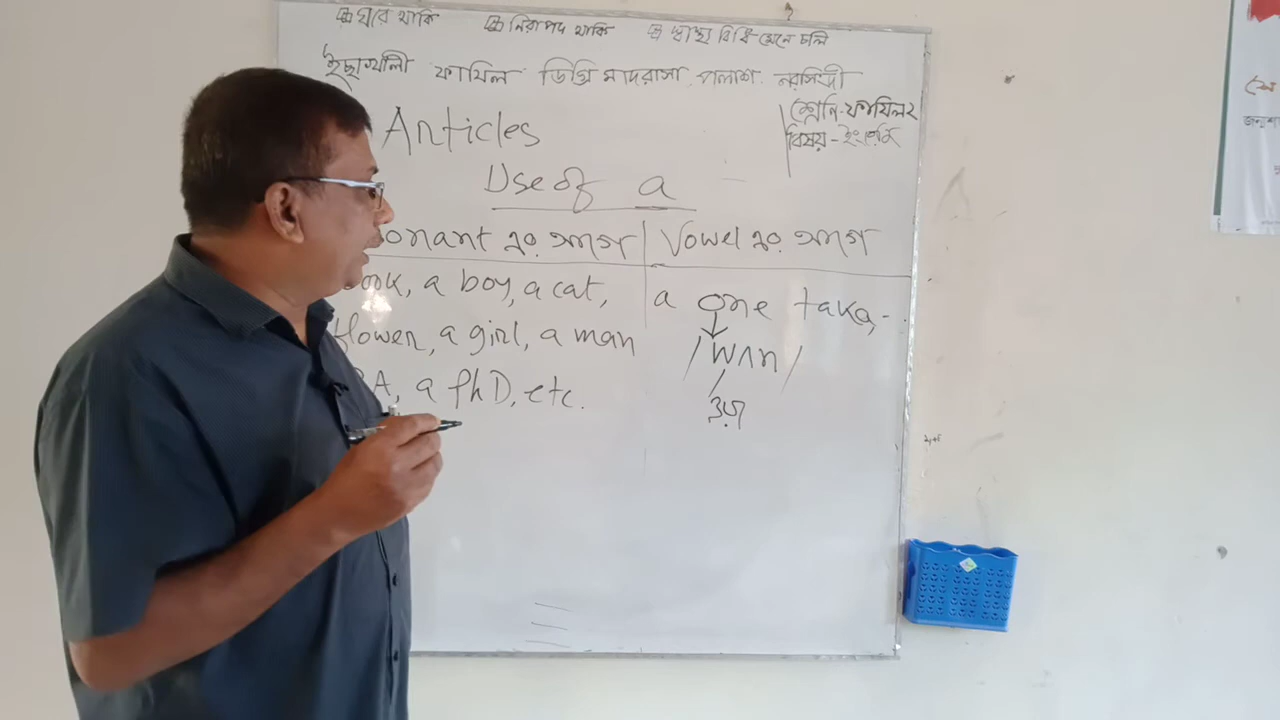 ঘরে থাকি নিরাপদ থাকি স্বাস্থ্য বিধি মেনে চলি
ইছাখালী ফাযিল ডিগ্রি মাদরাসা, পলাশ, নরসিংদী
শ্রেণি-ফাযিল২
বিষয় - ইংরেজি
Articles
Use of a
onant এর আগে
Vowel এর আগে
ook, a boy, a cat,
flower, a girl, a man
BA, a PhD, etc.
a one taka,-
/wʌn/